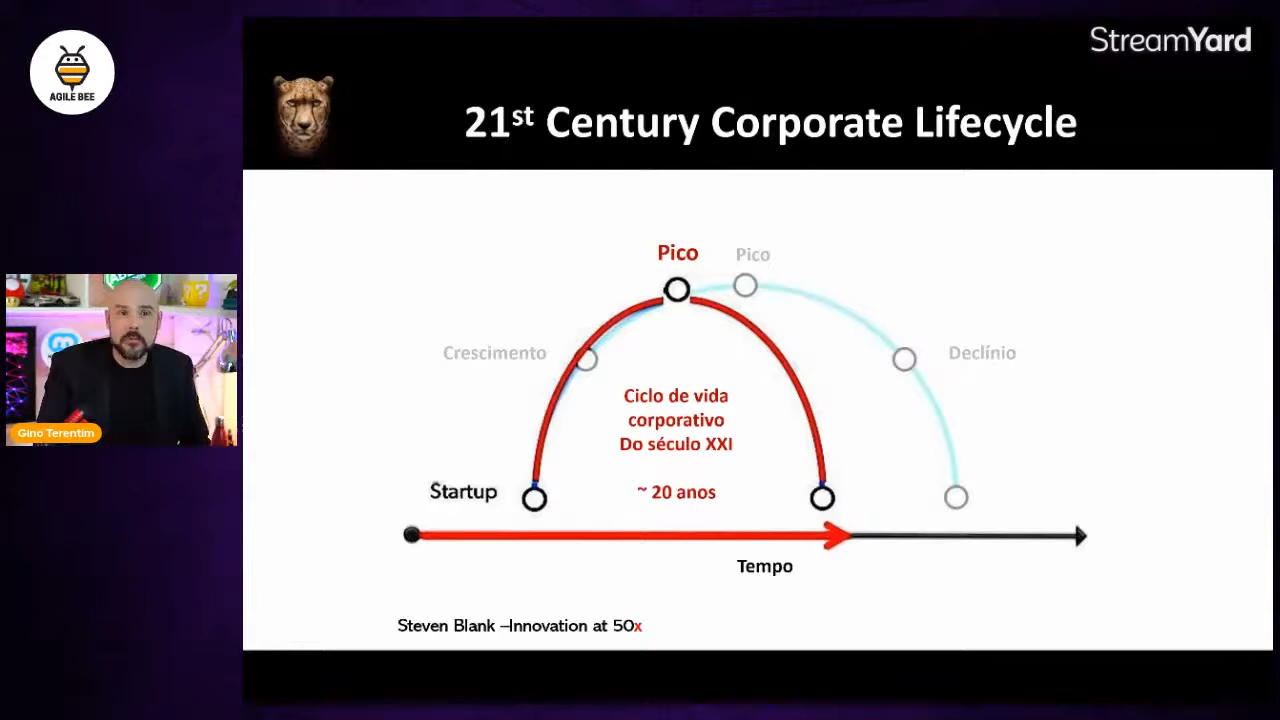 AGILE BEE
StreamYard
21st Century Corporate Lifecycle
Pico
Pico
Crescimento
Declínio
Ciclo de vida
corporativo
Do século XXI
~ 20 anos
Startup
Tempo
Steven Blank –Innovation at 50x
Gino Terentim